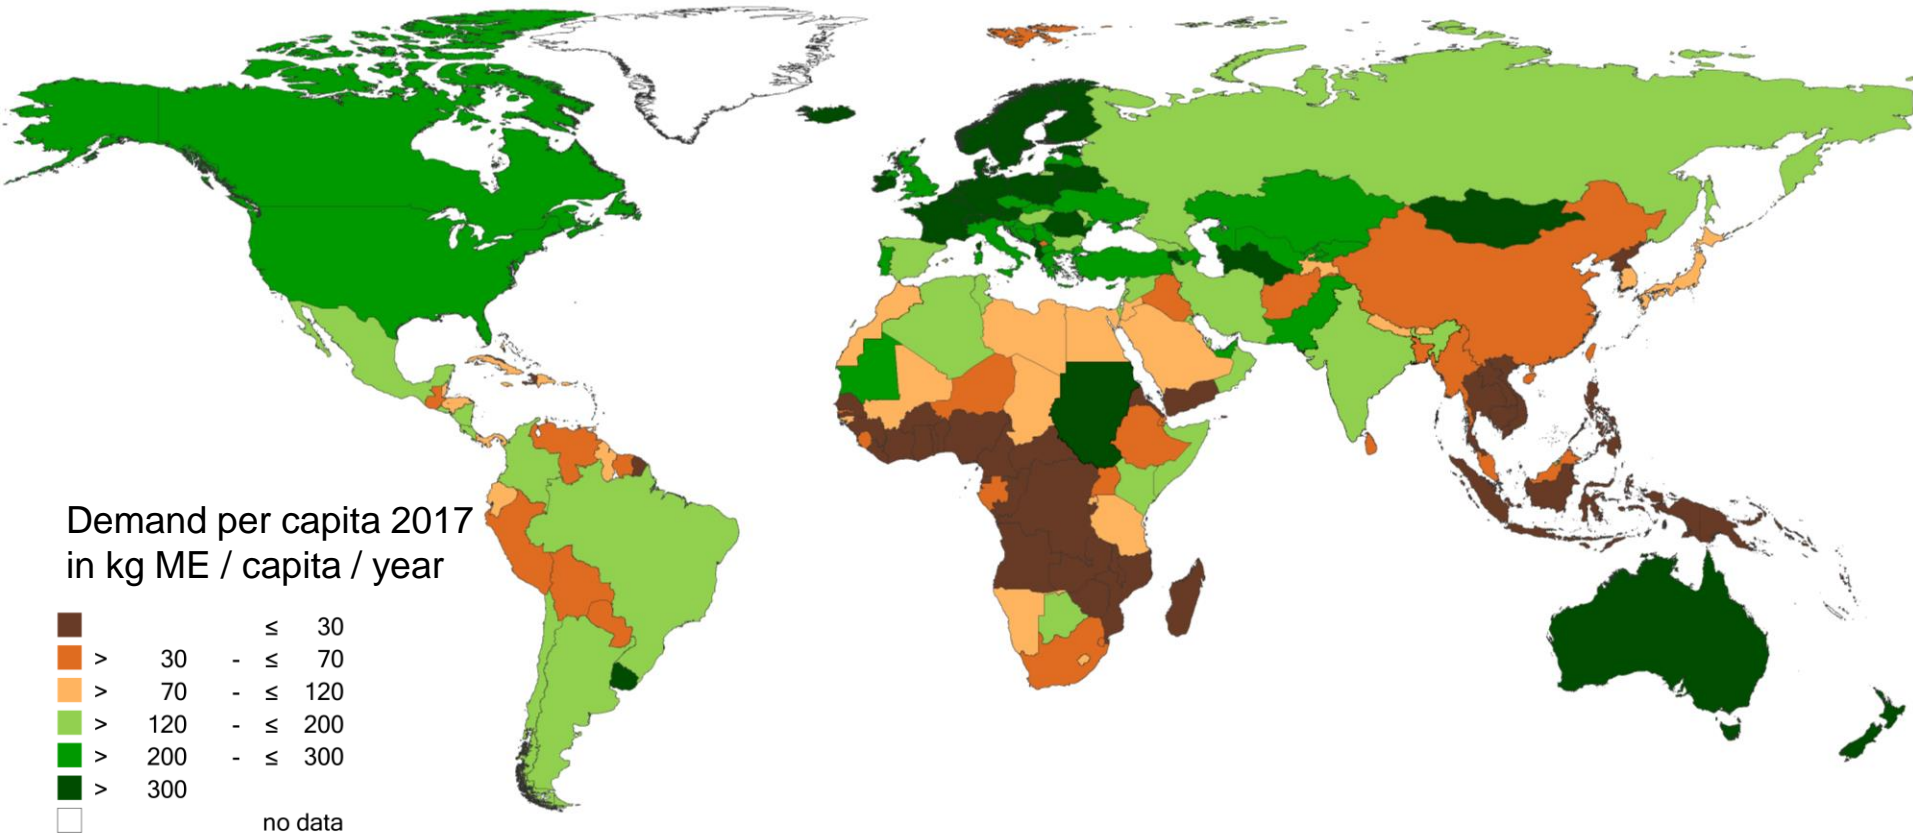 Demand per capita 2017
in kg ME / capita / year
≤ 30
> 30 - ≤ 70
> 70 - ≤ 120
> 120 - ≤ 200
> 200 - ≤ 300
> 300
no data